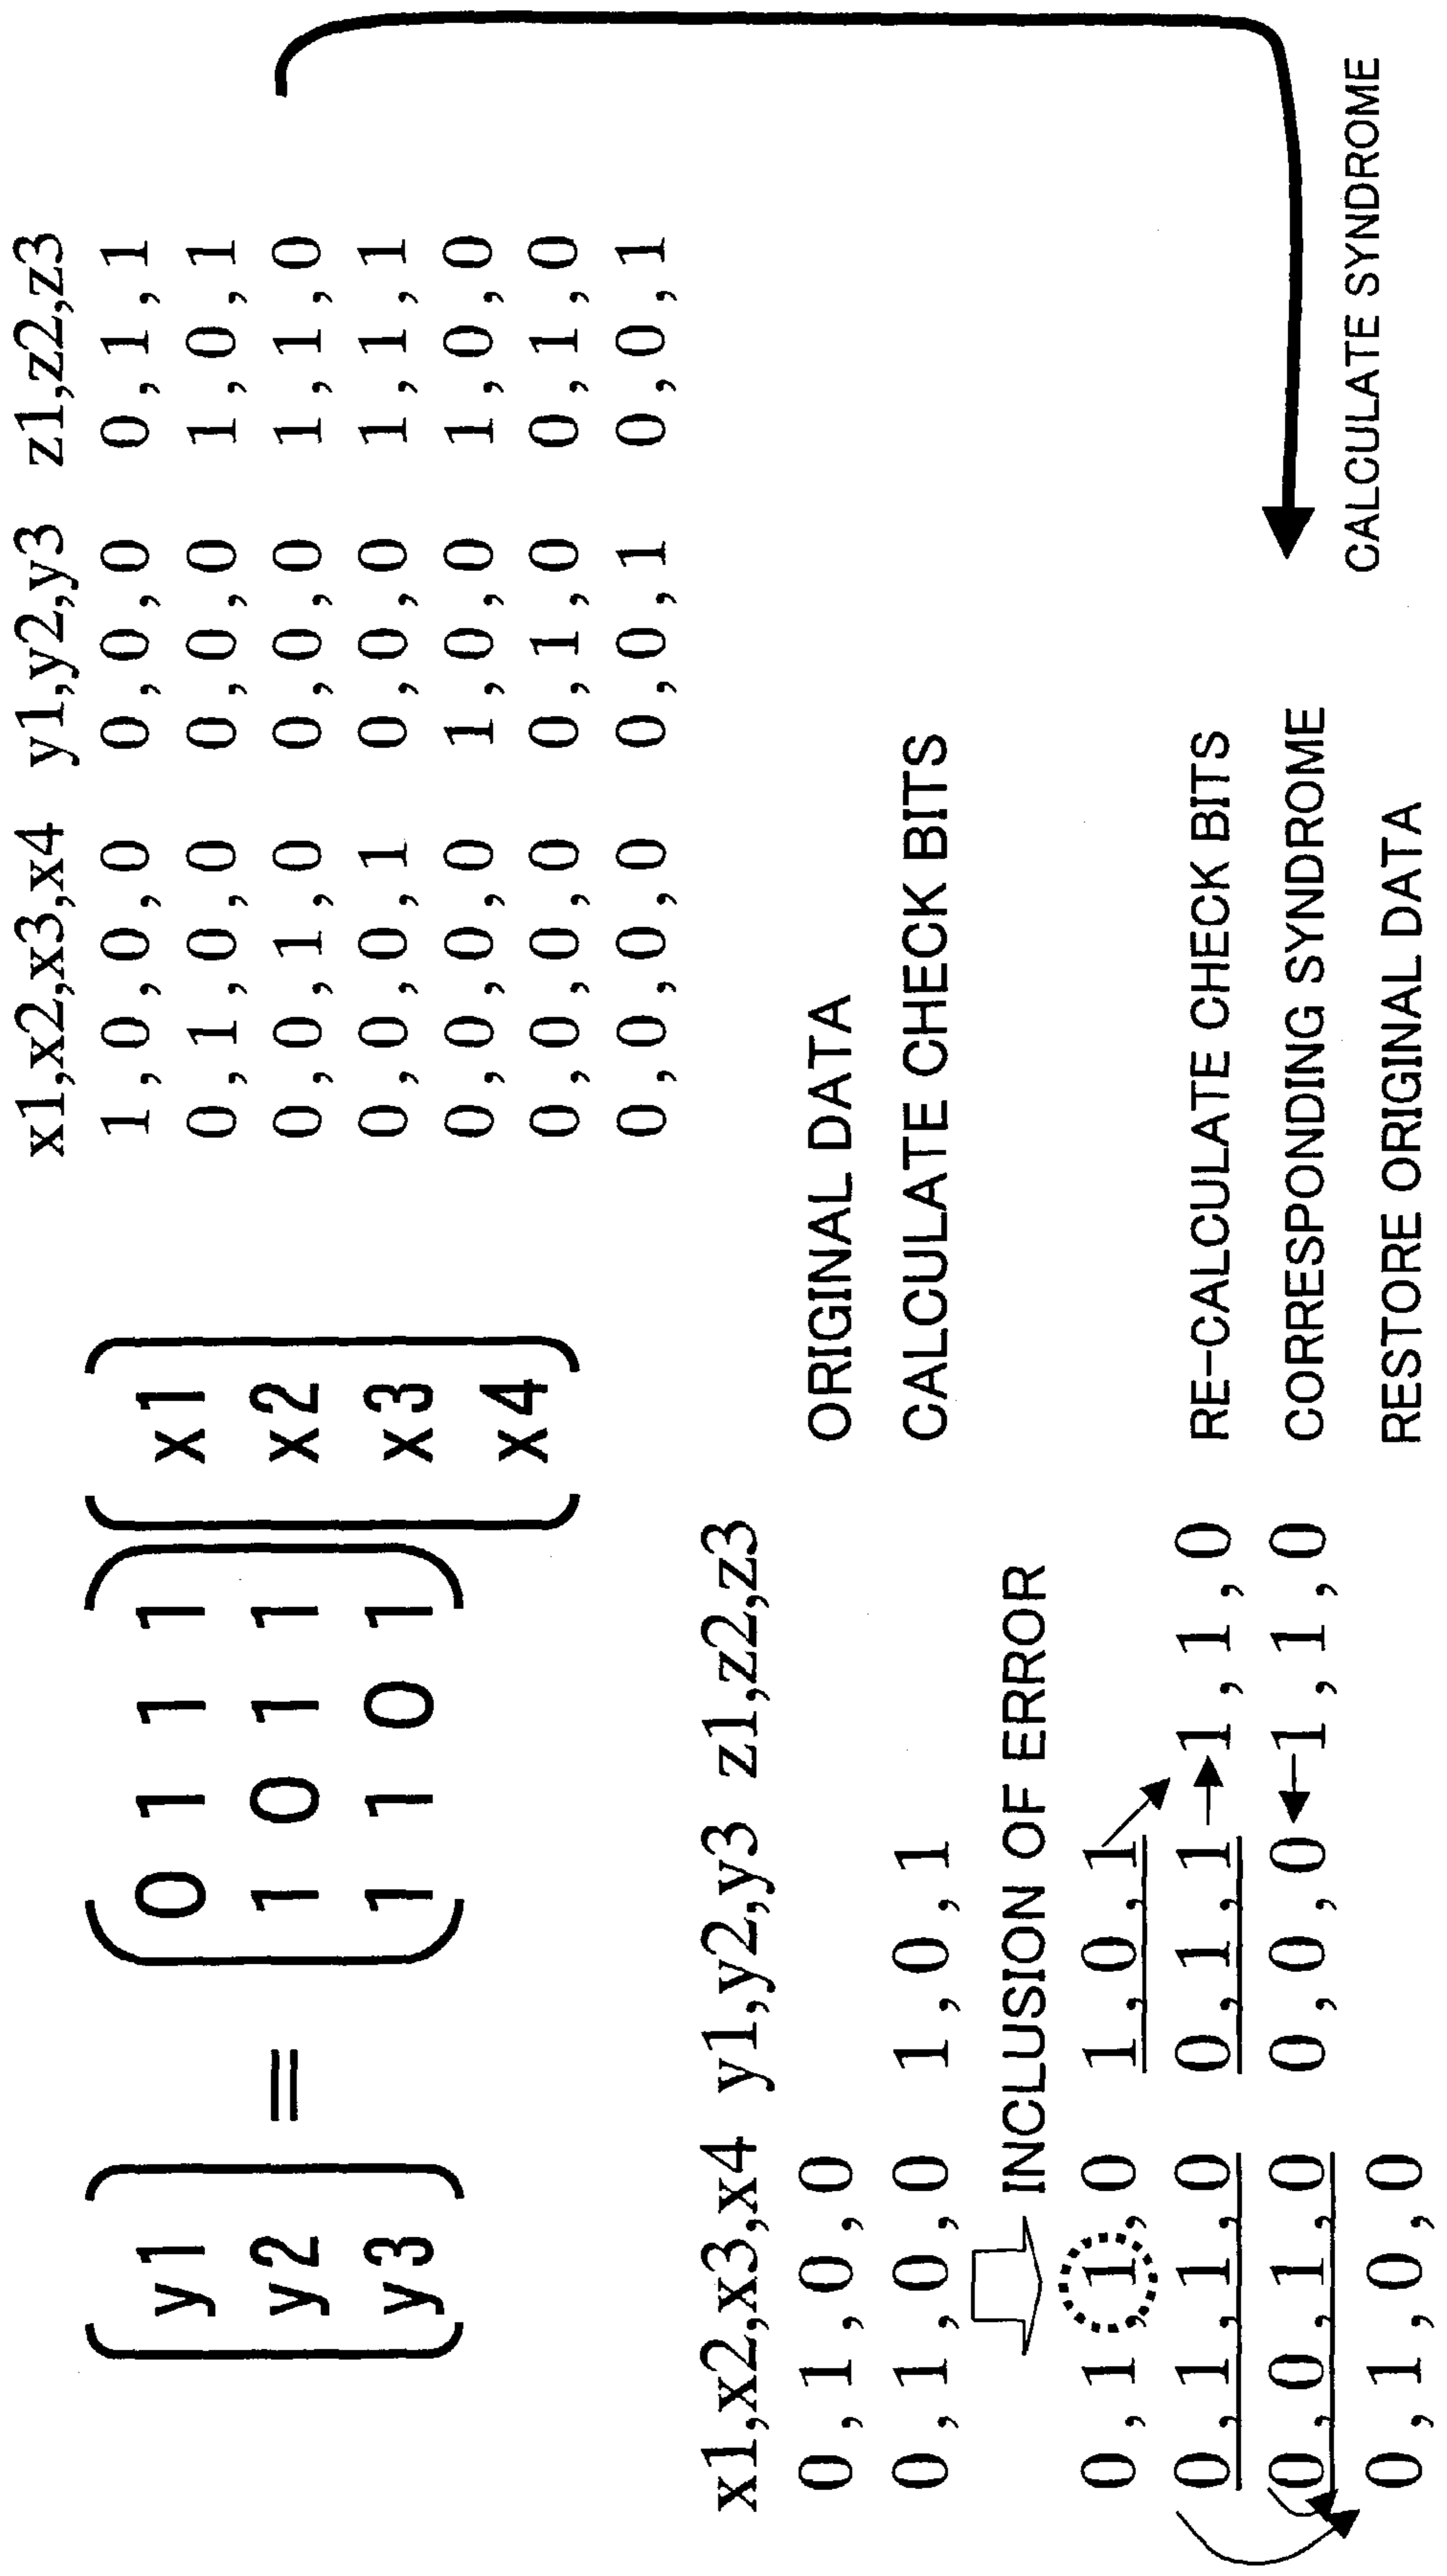 y1
y2
y3
=
0 1 1 1
1 0 1 1
1 1 0 1
x1
x2
x3
x4
x1,x2,x3,x4 y1,y2,y3 z1,z2,z3
1,0,0,0 0,0,0 0,1,1
0,1,0,0 0,0,0 1,0,1
0,0,1,0 0,0,0 1,1,0
0,0,0,1 0,0,0 1,1,1
0,0,0,0 1,0,0 1,0,0
0,0,0,0 0,1,0 0,1,0
0,0,0,0 0,0,1 0,0,1
x1,x2,x3,x4 y1,y2,y3 z1,z2,z3
0,1,0,0 ORIGINAL DATA
0,1,0,0 1,0,1 CALCULATE CHECK BITS
INCLUSION OF ERROR
0,1,1,0 1,0,1
0,1,1,0 0,1,1 1,1,0 RE-CALCULATE CHECK BITS
0,0,1,0 0,0,0 1,1,0 CORRESPONDING SYNDROME
0,1,0,0 RESTORE ORIGINAL DATA
CALCULATE SYNDROME